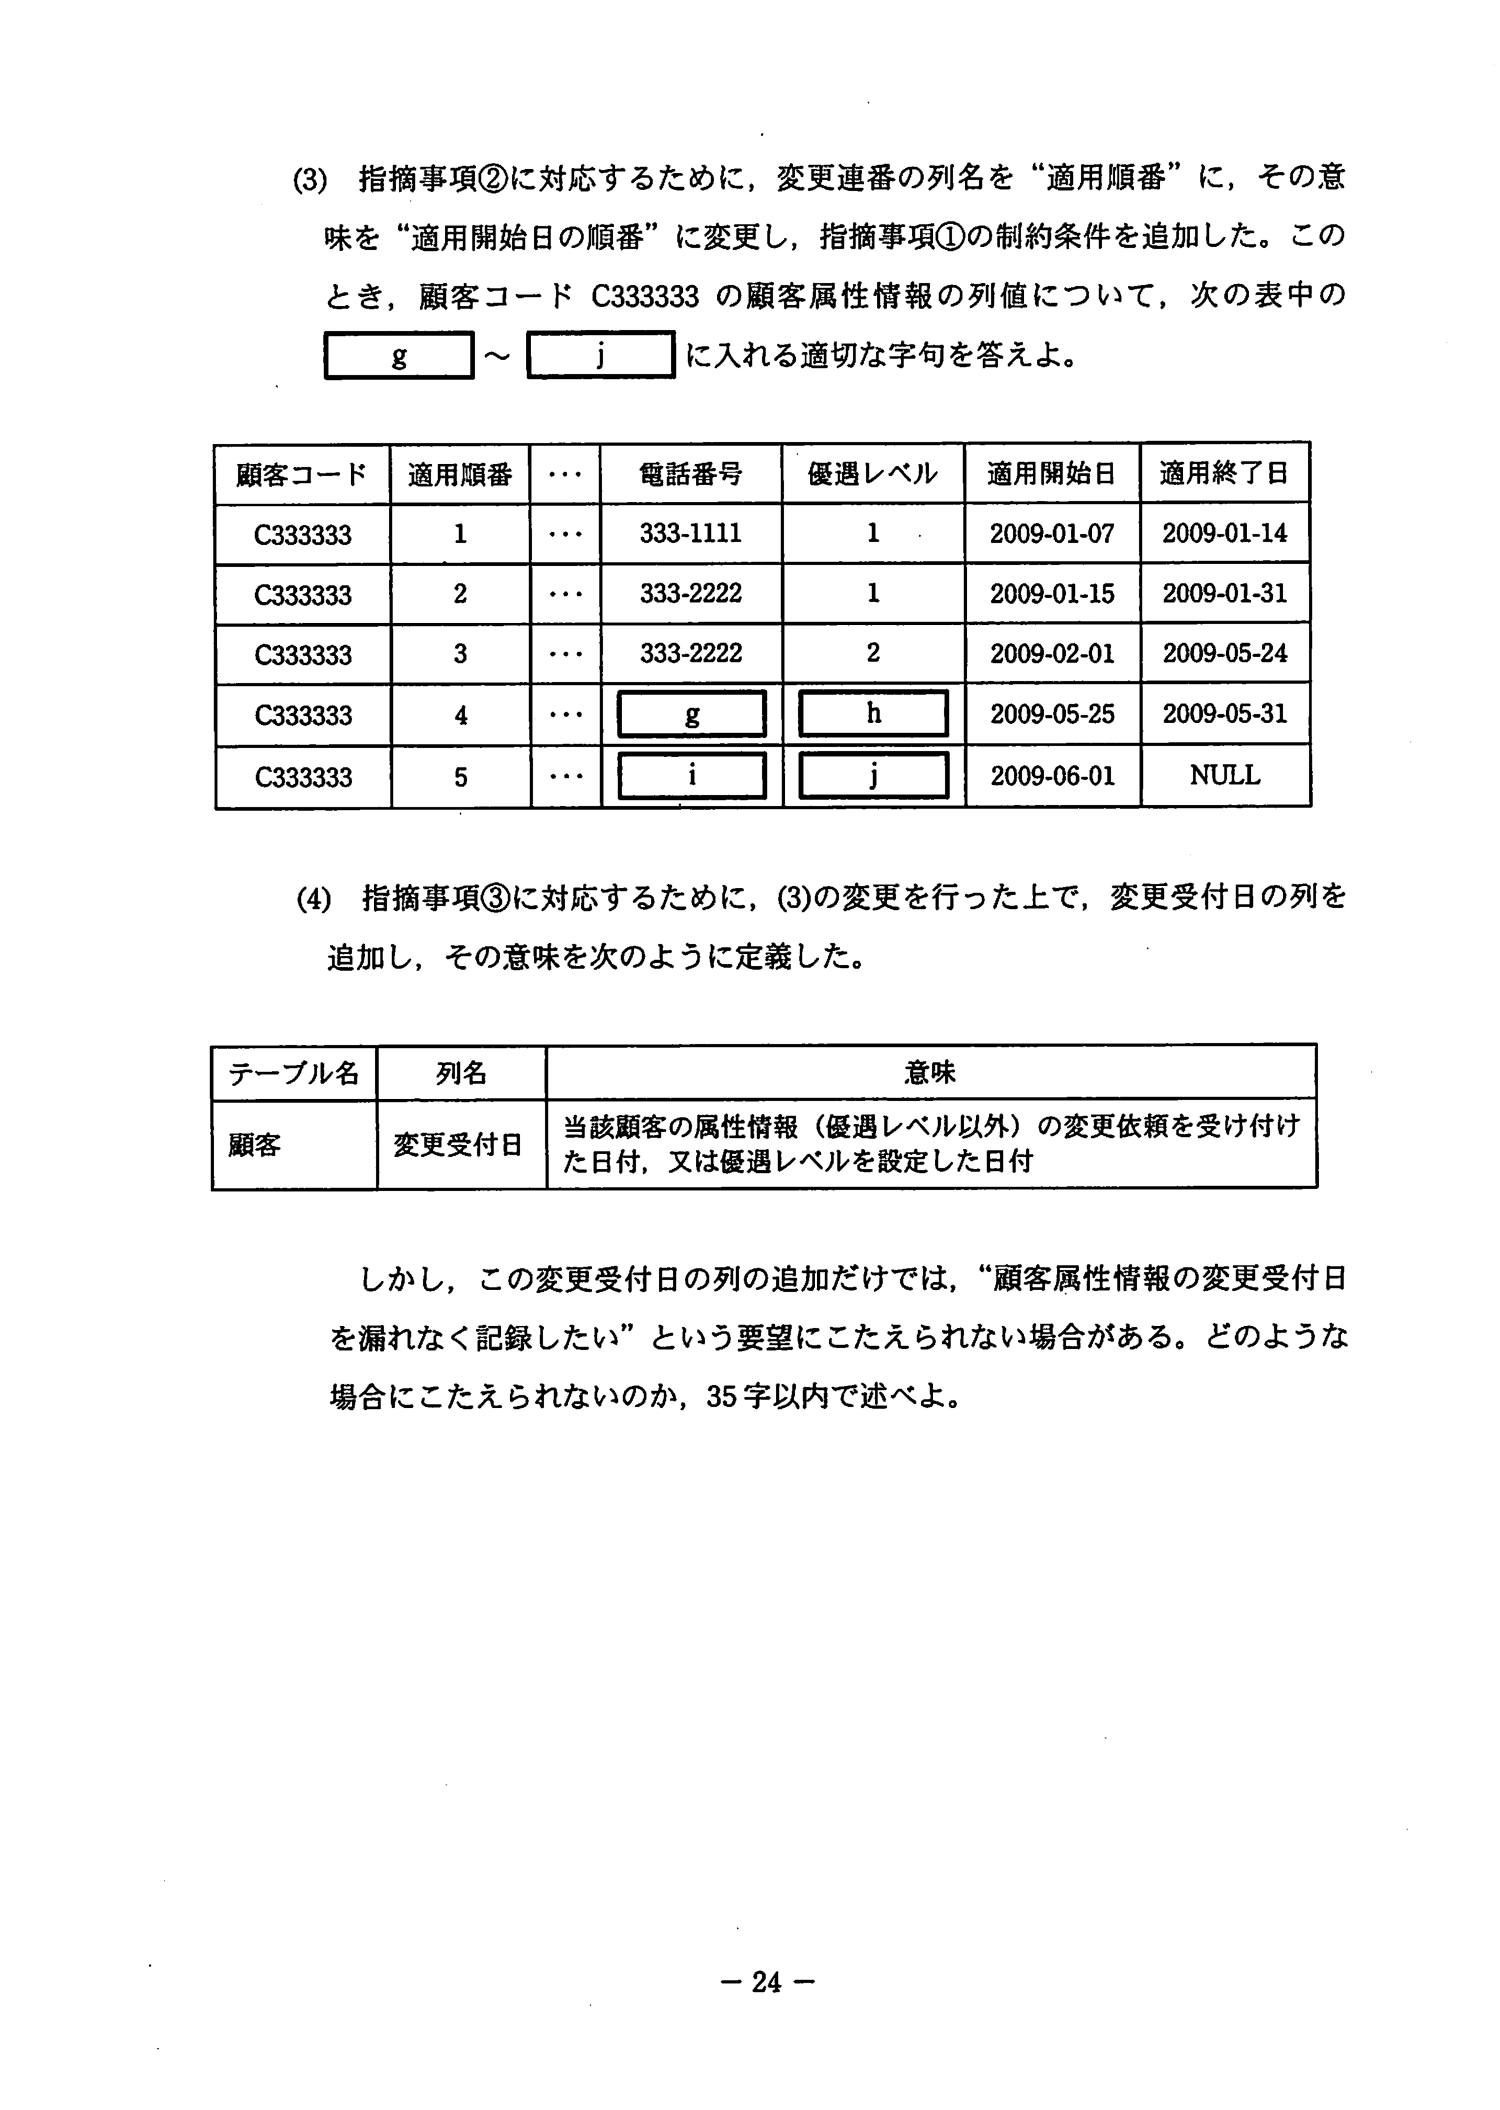 (3) 指摘事項②に対応するために，変更連番の列名を“適用順番”に，その意
味を“適用開始日の順番”に変更し，指摘事項①の制約条件を追加した。この
とき，顧客コード C333333 の顧客属性情報の列値について，次の表中の
g ～ j に入れる適切な字句を答えよ。
顧客コード 適用順番 … 電話番号 優遇レベル 適用開始日 適用終了日
C333333 1 … 333-1111 1 2009-01-07 2009-01-14
C333333 2 … 333-2222 1 2009-01-15 2009-01-31
C333333 3 … 333-2222 2 2009-02-01 2009-05-24
C333333 4 … g h 2009-05-25 2009-05-31
C333333 5 … i j 2009-06-01 NULL
(4) 指摘事項③に対応するために，(3)の変更を行った上で，変更受付日の列を
追加し，その意味を次のように定義した。
テーブル名 列名 意味
顧客 変更受付日 当該顧客の属性情報（優遇レベル以外）の変更依頼を受け付け
た日付，又は優遇レベルを設定した日付
しかし，この変更受付日の列の追加だけでは，“顧客属性情報の変更受付日
を漏れなく記録したい”という要望にこたえられない場合がある。どのような
場合にこたえられないのか，35 字以内で述べよ。
－ 24 －